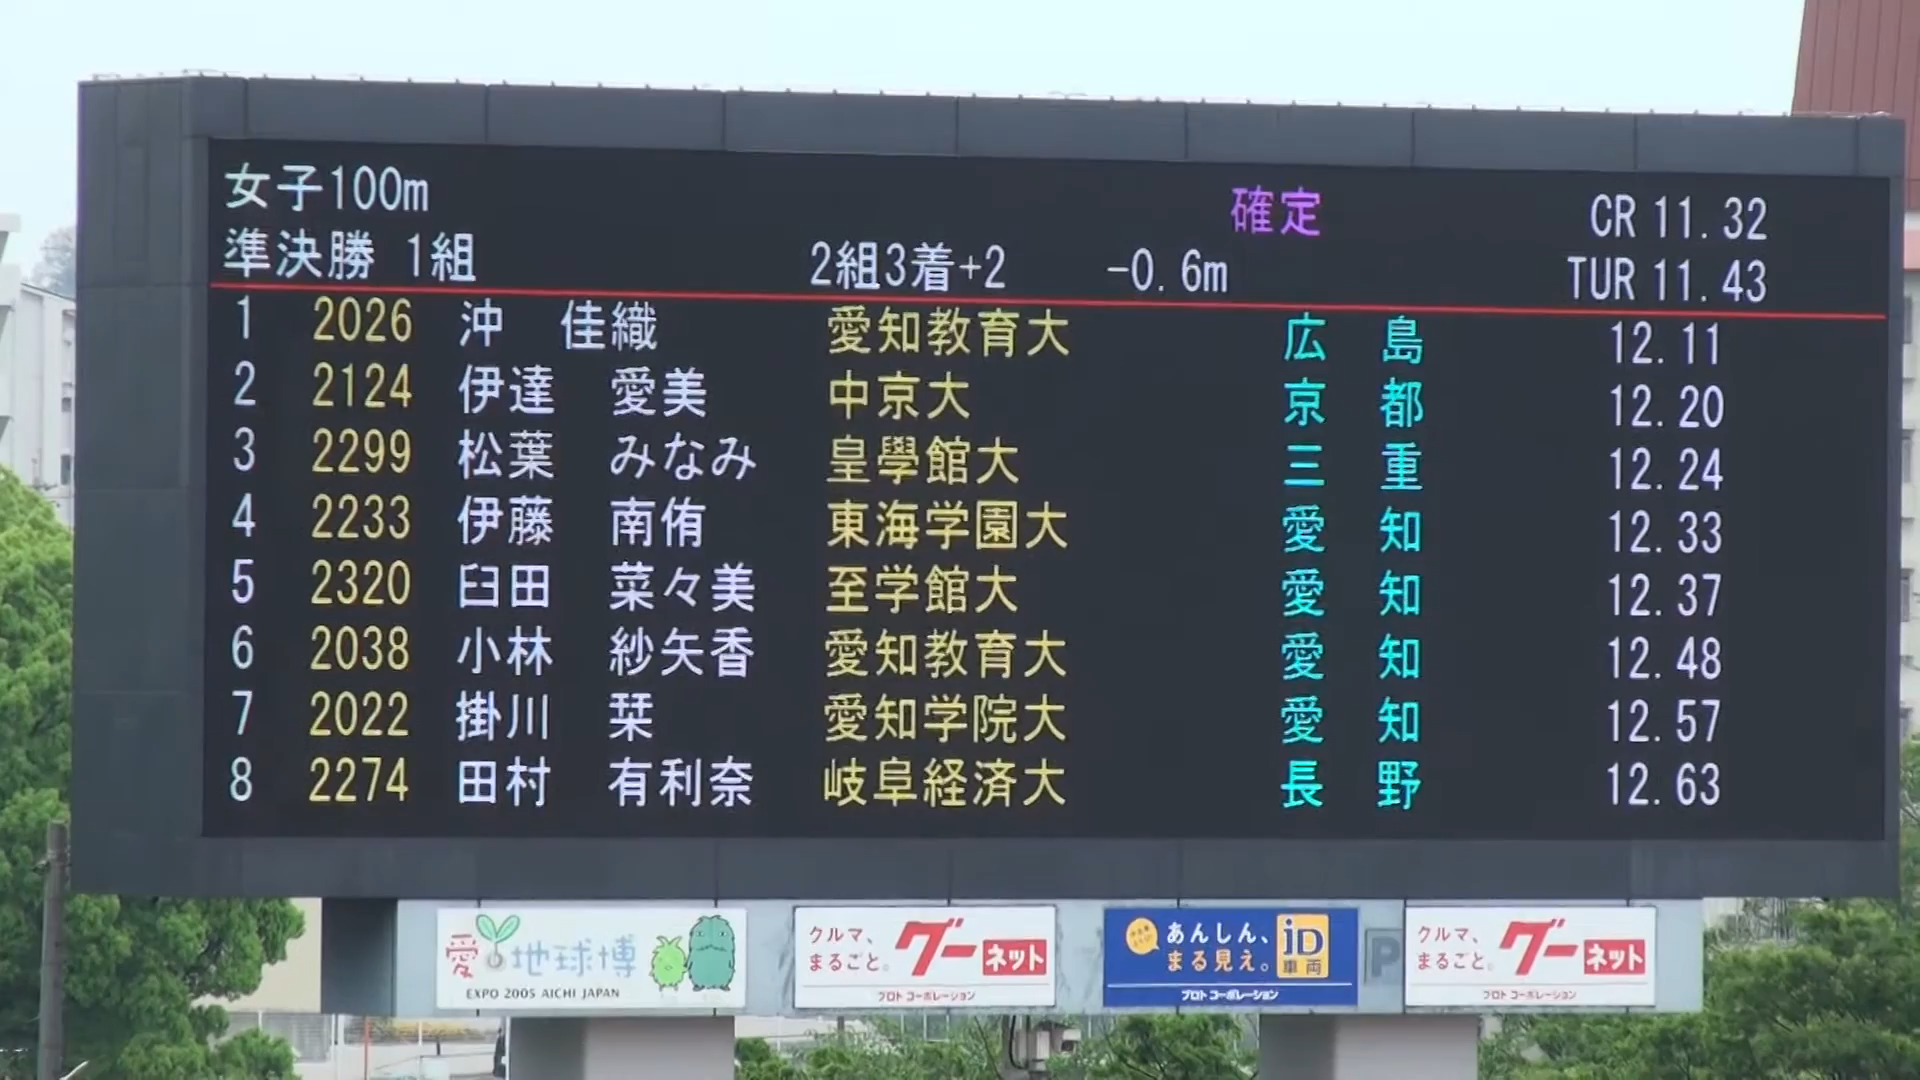 女子100m 確定 CR 11.32
準決勝 1組 2組3着+2 -0.6m TUR 11.43
1 2026 沖 佳織 愛知教育大 広島 12.11
2 2124 伊達 愛美 中京大 京都 12.20
3 2299 松葉 みなみ 皇學館大 三重 12.24
4 2233 伊藤 南侑 東海学園大 愛知 12.33
5 2320 臼田 菜々美 至学館大 愛知 12.37
6 2038 小林 紗矢香 愛知教育大 愛知 12.48
7 2022 掛川 栞 愛知学院大 愛知 12.57
8 2274 田村 有利奈 岐阜経済大 長野 12.63
愛・地球博
EXPO 2005 AICHI JAPAN
クルマ、
まるごと。
グーネット
プロトコーポレーション
あんしん、
まる見え。
iD
車両
プロトコーポレーション
P
クルマ、
まるごと。
グーネット
プロトコーポレーション